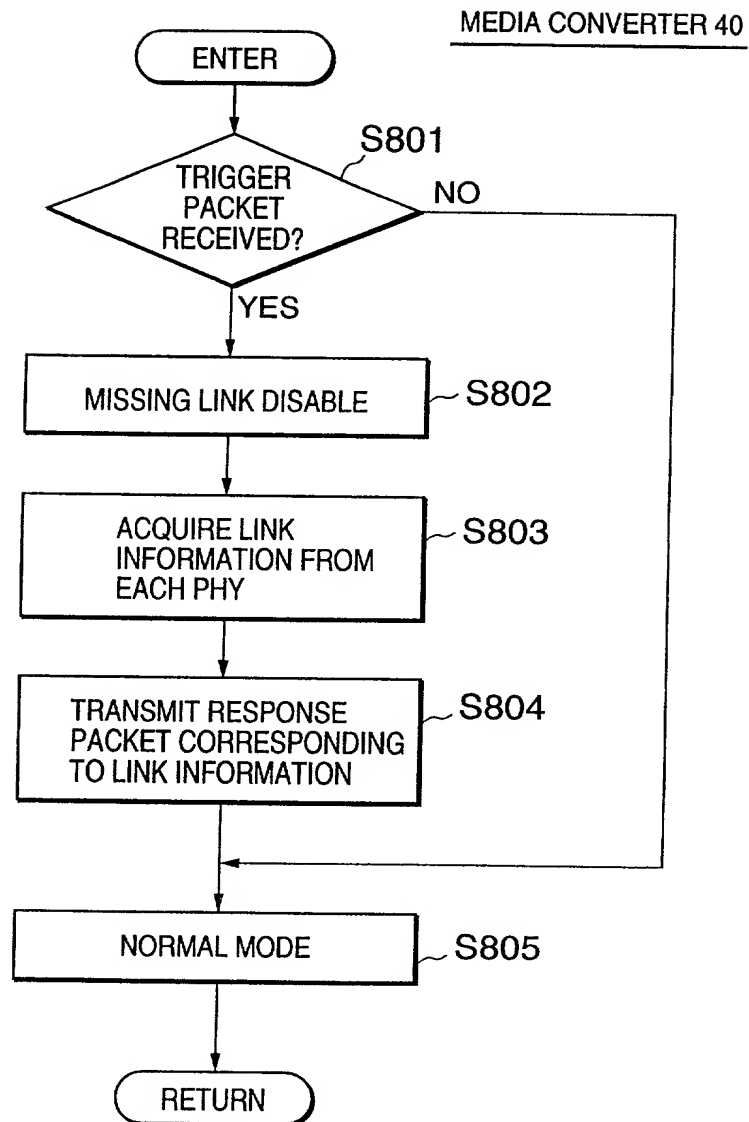 MEDIA CONVERTER 40
ENTER
S801
TRIGGER
PACKET
RECEIVED?
NO
YES
MISSING LINK DISABLE
S802
ACQUIRE LINK
INFORMATION FROM
EACH PHY
S803
TRANSMIT RESPONSE
PACKET CORRESPONDING
TO LINK INFORMATION
S804
NORMAL MODE
S805
RETURN